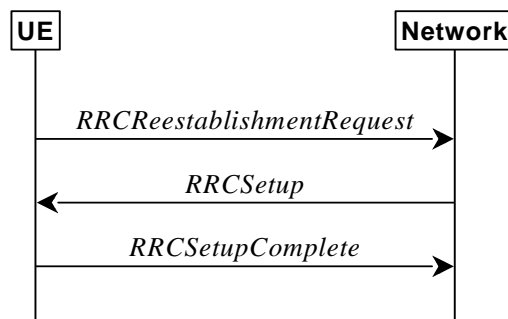 UE
Network
RRCReestablishmentRequest
RRCSetup
RRCSetupComplete